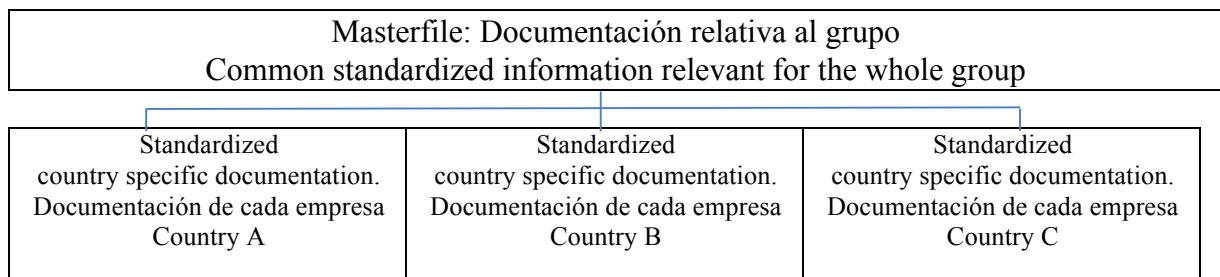 Masterfile: Documentación relativa al grupo
Common standardized information relevant for the whole group
Standardized
country specific documentation.
Documentación de cada empresa
Country A
Standardized
country specific documentation.
Documentación de cada empresa
Country B
Standardized
country specific documentation.
Documentación de cada empresa
Country C